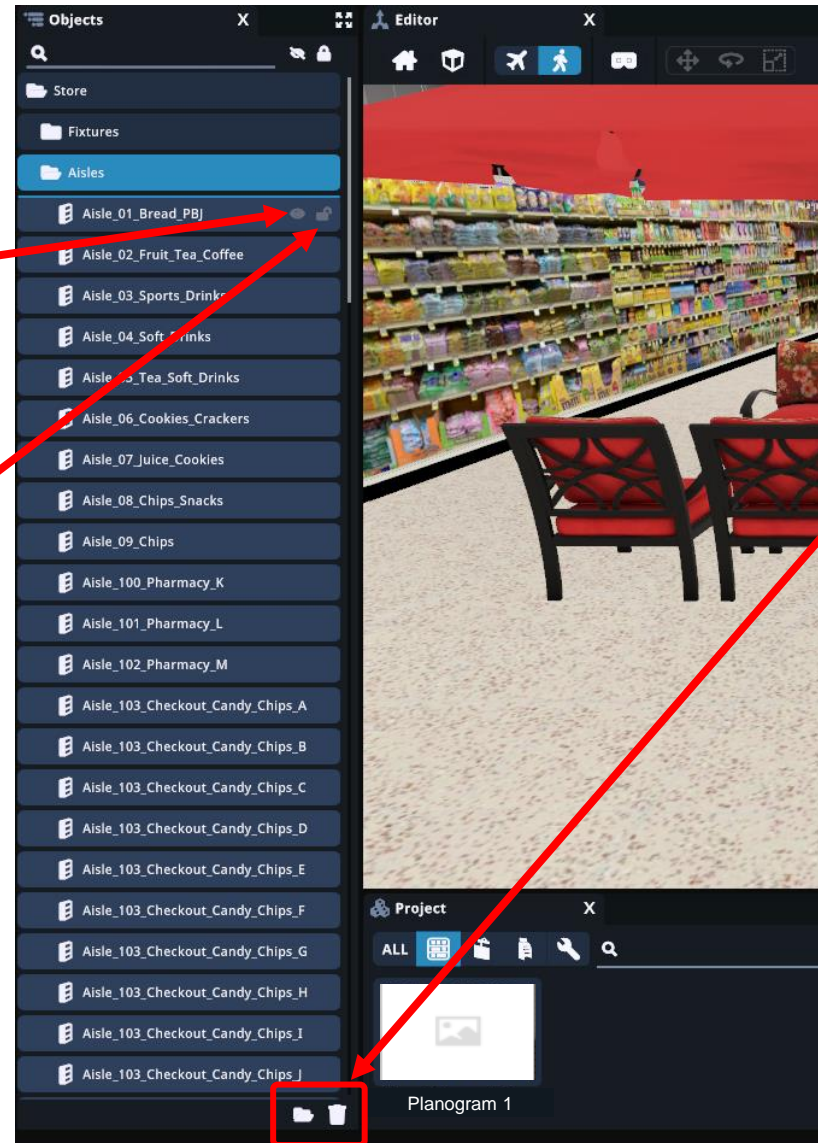 Objects X
Editor X
Store
Fixtures
Aisles
Aisle_01_Bread_PBJ
Aisle_02_Fruit_Tea_Coffee
Aisle_03_Sports_Drinks
Aisle_04_Soft_Drinks
Aisle_05_Tea_Soft_Drinks
Aisle_06_Cookies_Crackers
Aisle_07_Juice_Cookies
Aisle_08_Chips_Snacks
Aisle_09_Chips
Aisle_100_Pharmacy_K
Aisle_101_Pharmacy_L
Aisle_102_Pharmacy_M
Aisle_103_Checkout_Candy_Chips_A
Aisle_103_Checkout_Candy_Chips_B
Aisle_103_Checkout_Candy_Chips_C
Aisle_103_Checkout_Candy_Chips_D
Aisle_103_Checkout_Candy_Chips_E
Aisle_103_Checkout_Candy_Chips_F
Aisle_103_Checkout_Candy_Chips_G
Aisle_103_Checkout_Candy_Chips_H
Aisle_103_Checkout_Candy_Chips_I
Aisle_103_Checkout_Candy_Chips_J
Project X
ALL
Planogram 1